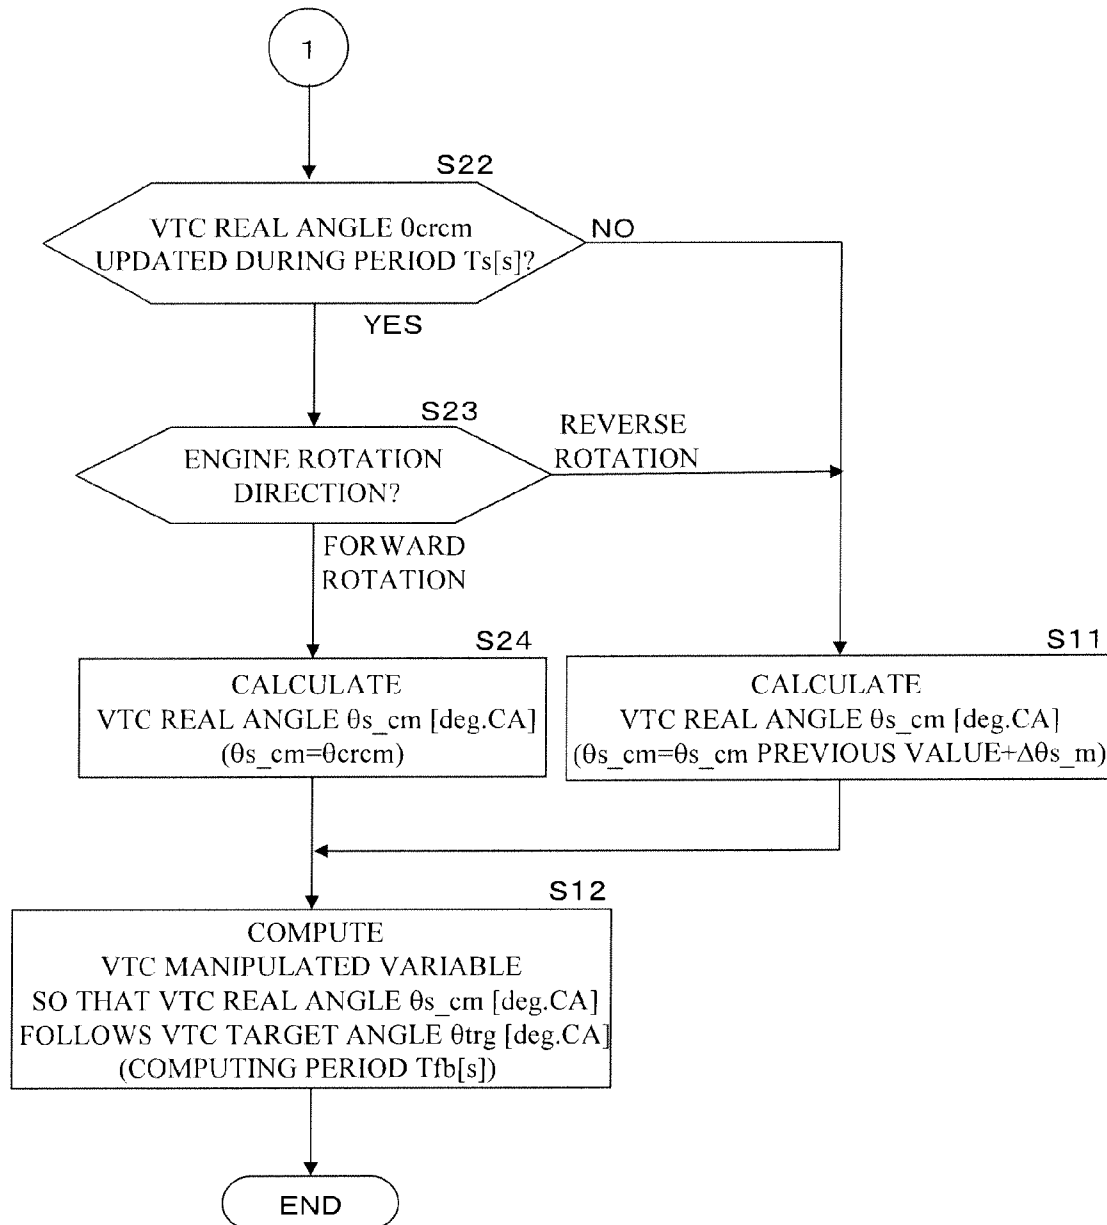 1
S22
VTC REAL ANGLE θcrcm
UPDATED DURING PERIOD Ts[s]?
NO
YES
S23
ENGINE ROTATION
DIRECTION?
REVERSE
ROTATION
FORWARD
ROTATION
S24
CALCULATE
VTC REAL ANGLE θs_cm [deg.CA]
(θs_cm=θcrcm)
S11
CALCULATE
VTC REAL ANGLE θs_cm [deg.CA]
(θs_cm=θs_cm PREVIOUS VALUE+Δθs_m)
S12
COMPUTE
VTC MANIPULATED VARIABLE
SO THAT VTC REAL ANGLE θs_cm [deg.CA]
FOLLOWS VTC TARGET ANGLE θtrg [deg.CA]
(COMPUTING PERIOD Tfb[s])
END